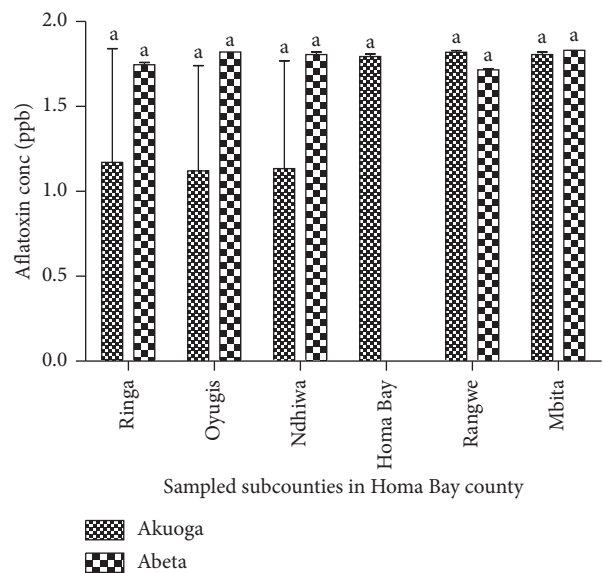 Aflatoxin conc (ppb)
2.0
1.5
1.0
0.5
0.0
a a a a a a a a a a a
Ringa
Oyugis
Ndhiwa
Homa Bay
Rangwe
Mbita
Sampled subcounties in Homa Bay county
Akuoga
Abeta